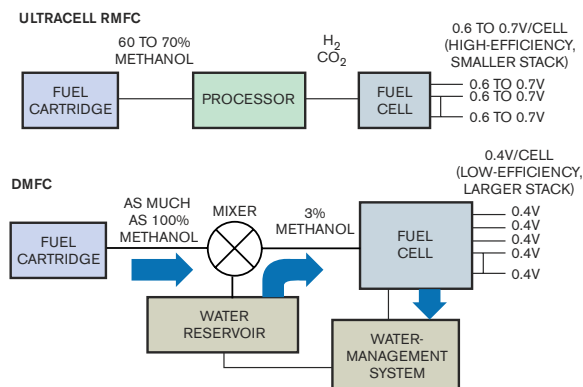 ULTRACELL RMFC
60 TO 70%
METHANOL
H2
CO2
0.6 TO 0.7V/CELL
(HIGH-EFFICIENCY,
SMALLER STACK)
FUEL
CARTRIDGE
PROCESSOR
FUEL
CELL
0.6 TO 0.7V
0.6 TO 0.7V
0.6 TO 0.7V
DMFC
AS MUCH
AS 100%
METHANOL
MIXER
3%
METHANOL
0.4V/CELL
(LOW-EFFICIENCY,
LARGER STACK)
FUEL
CARTRIDGE
FUEL
CELL
0.4V
0.4V
0.4V
0.4V
0.4V
WATER
RESERVOIR
WATER-
MANAGEMENT
SYSTEM